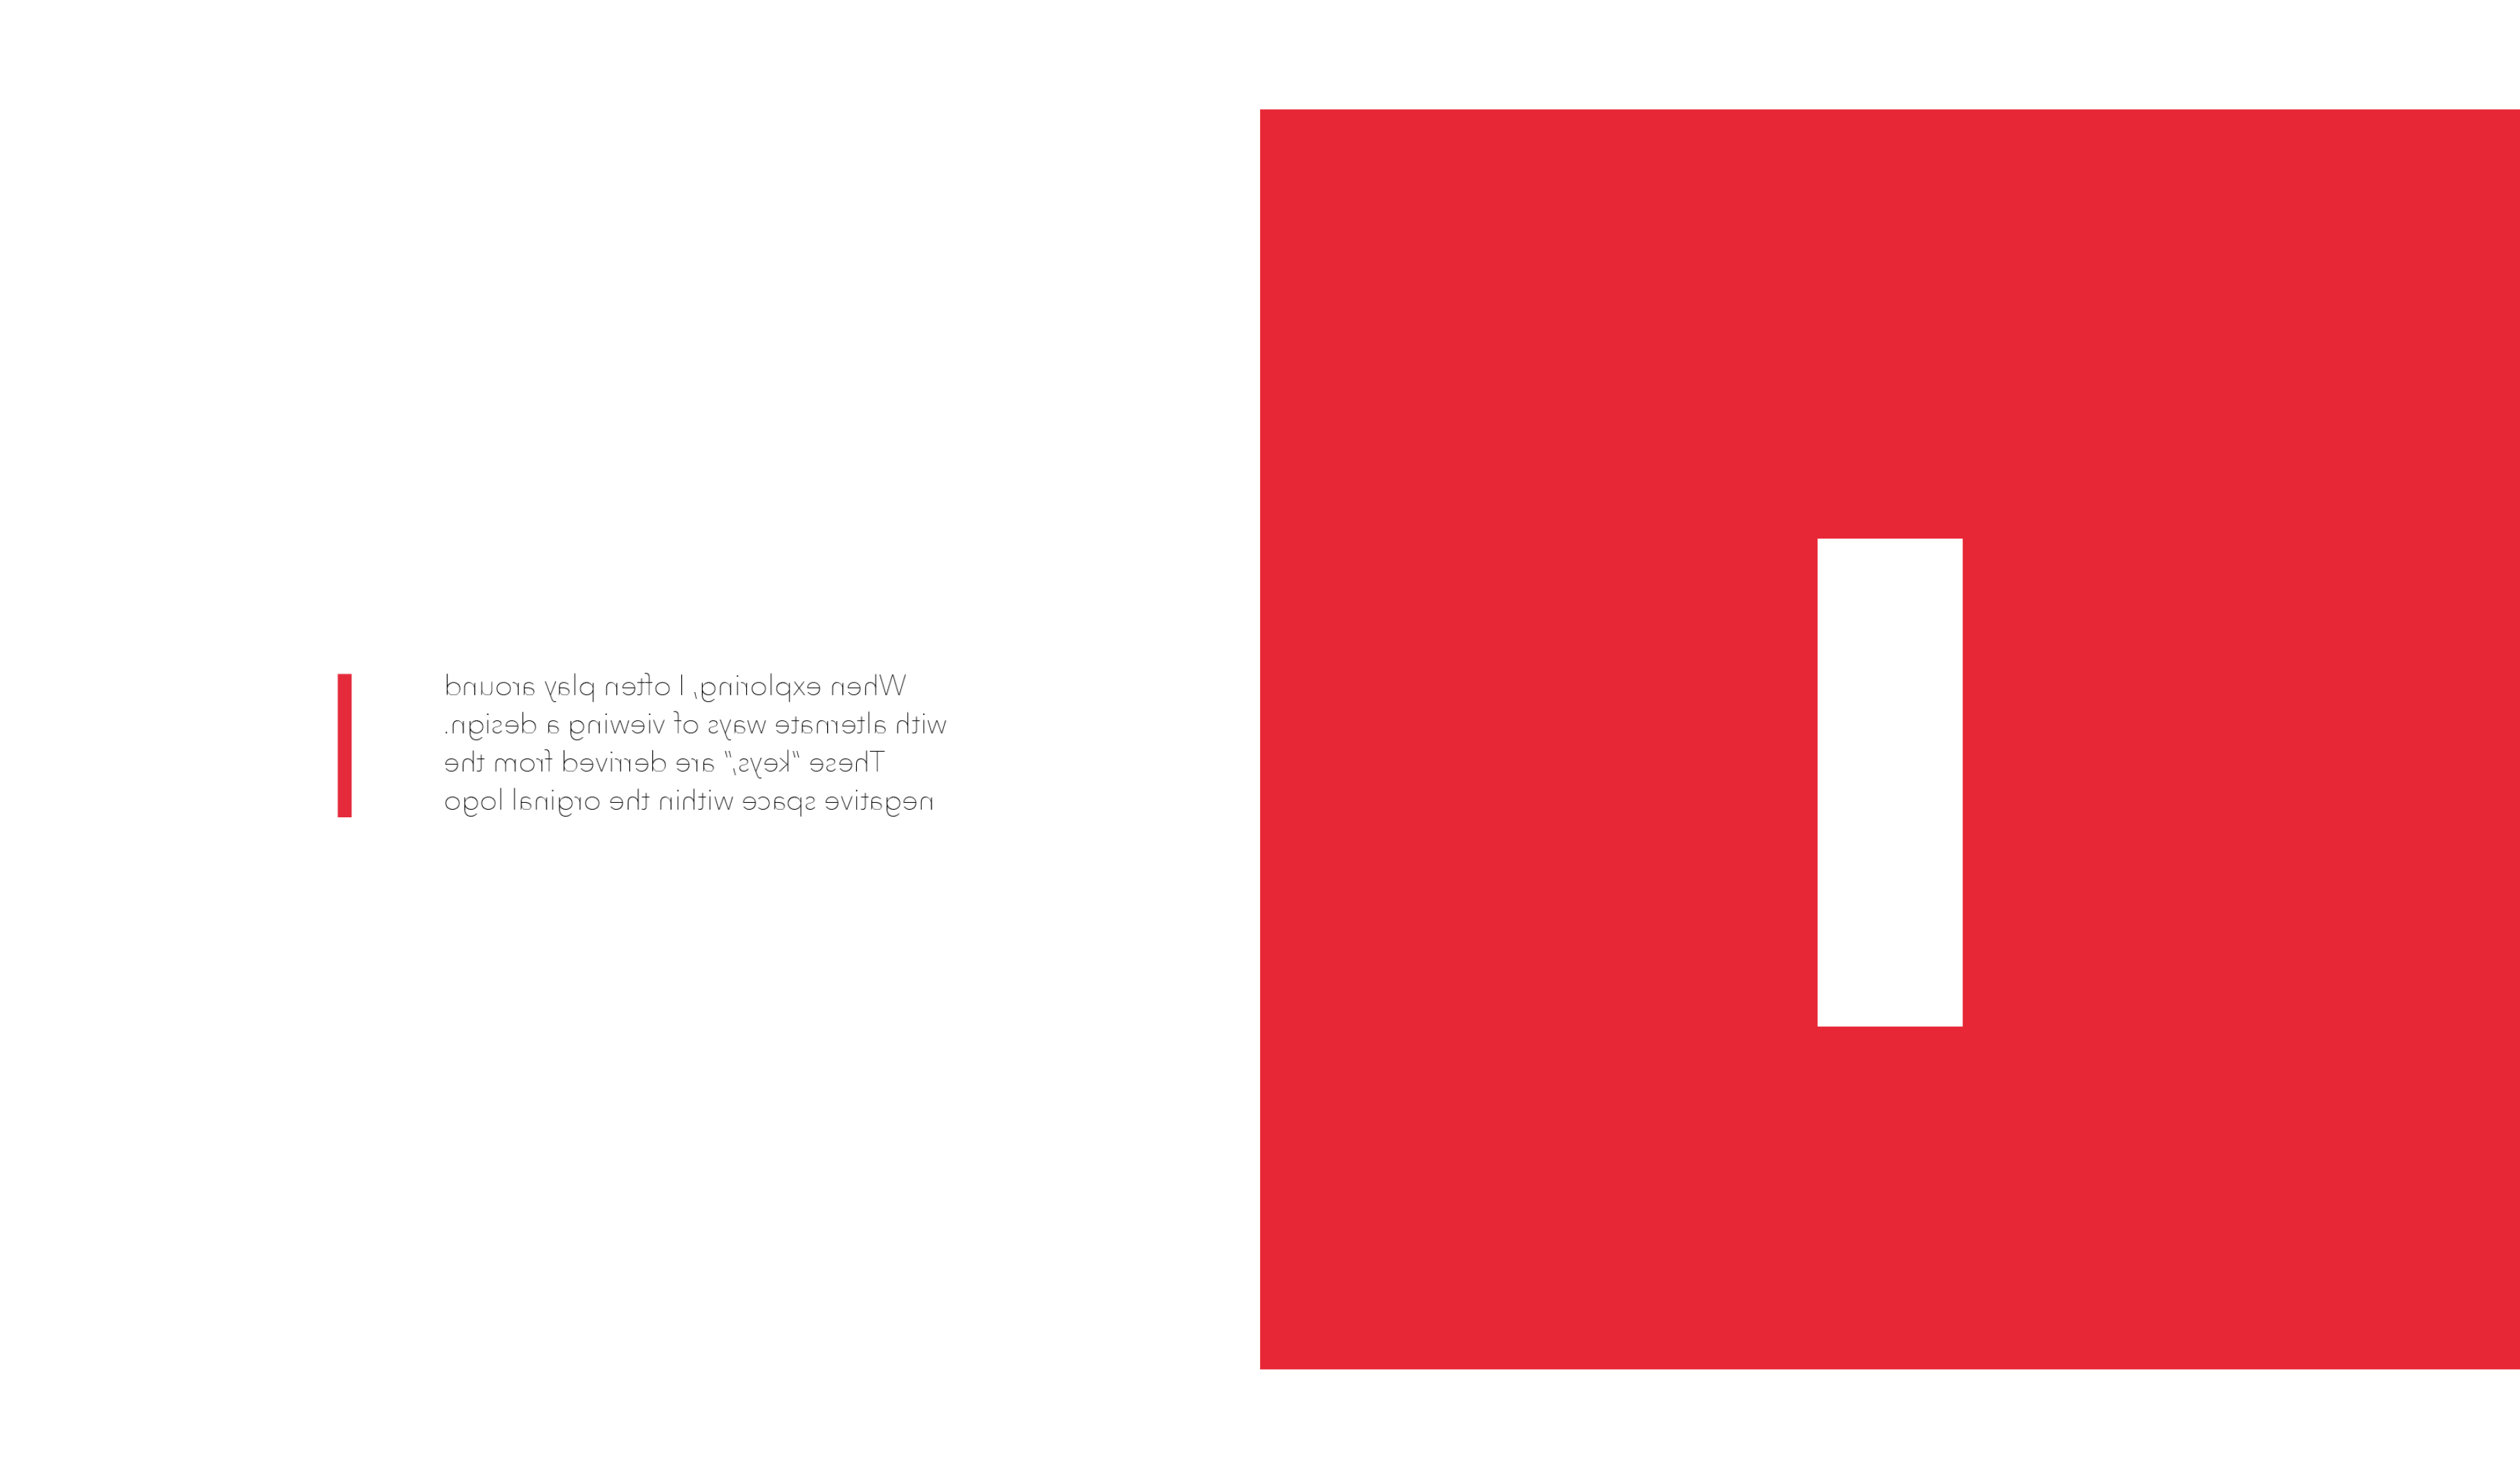 When exploring, I often play around
with alternate ways of viewing a design.
These "keys," are derived from the
negative space within the orginal logo